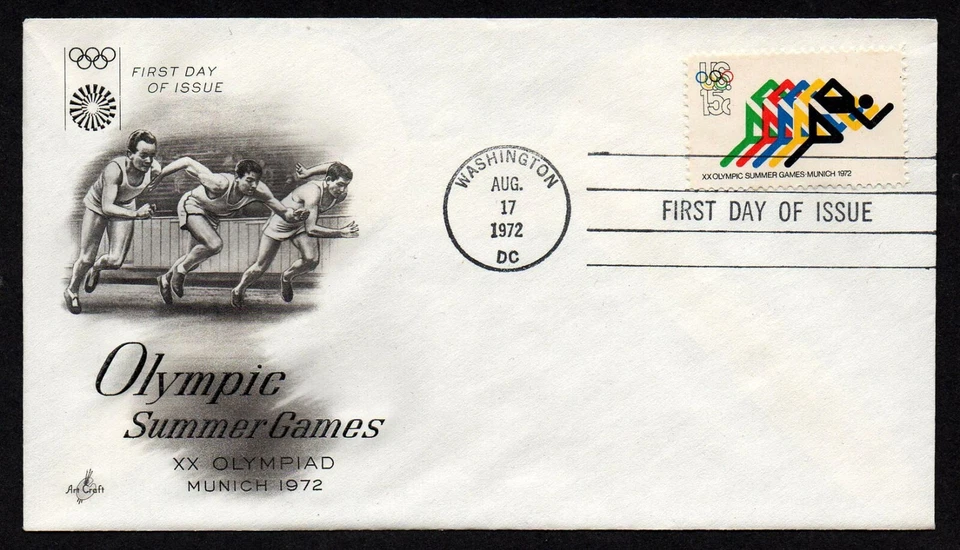 FIRST DAY
OF ISSUE
US
15c
XX OLYMPIC SUMMER GAMES·MUNICH 1972
WASHINGTON
AUG.
17
1972
DC
FIRST DAY OF ISSUE
Olympic
Summer Games
XX OLYMPIAD
MUNICH 1972
Art Craft